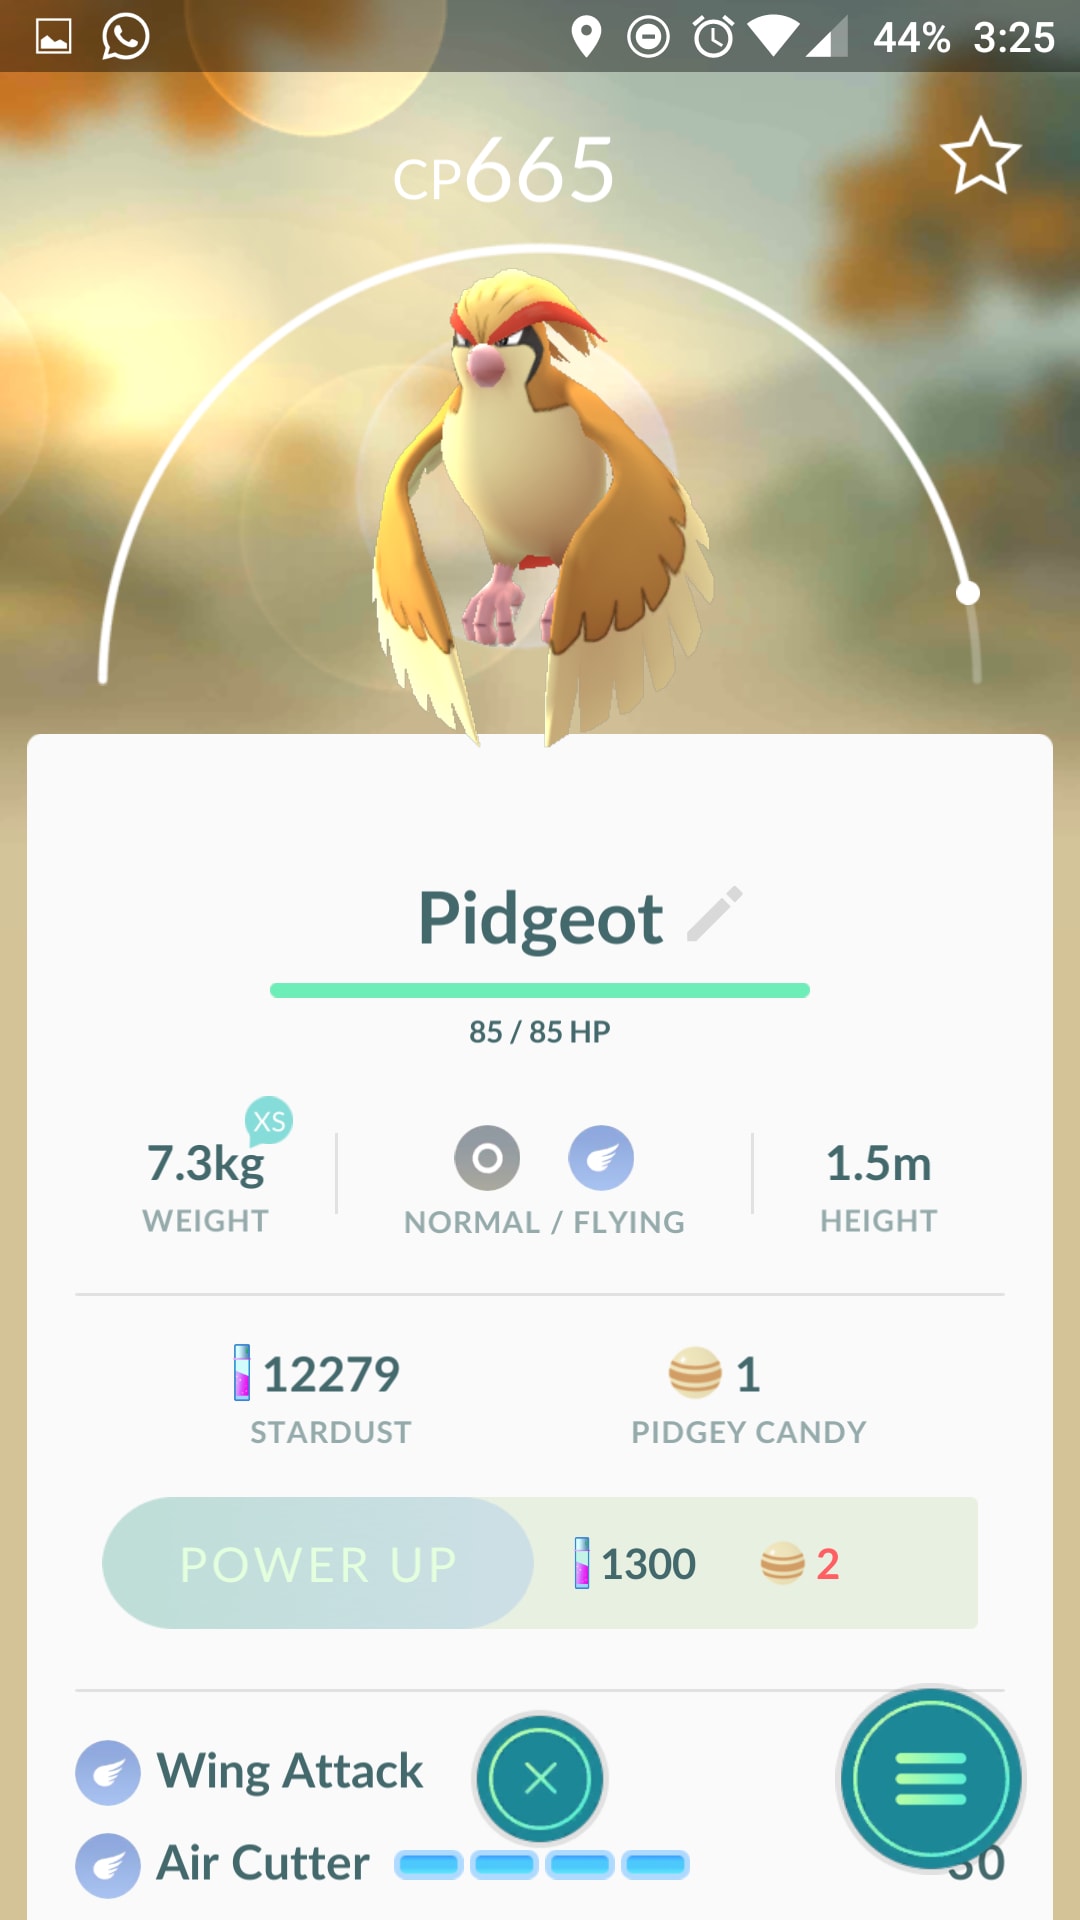 44% 3:25
CP665
Pidgeot
85 / 85 HP
XS
7.3kg
WEIGHT
NORMAL / FLYING
1.5m
HEIGHT
12279
STARDUST
1
PIDGEY CANDY
POWER UP 1300 2
Wing Attack
Air Cutter